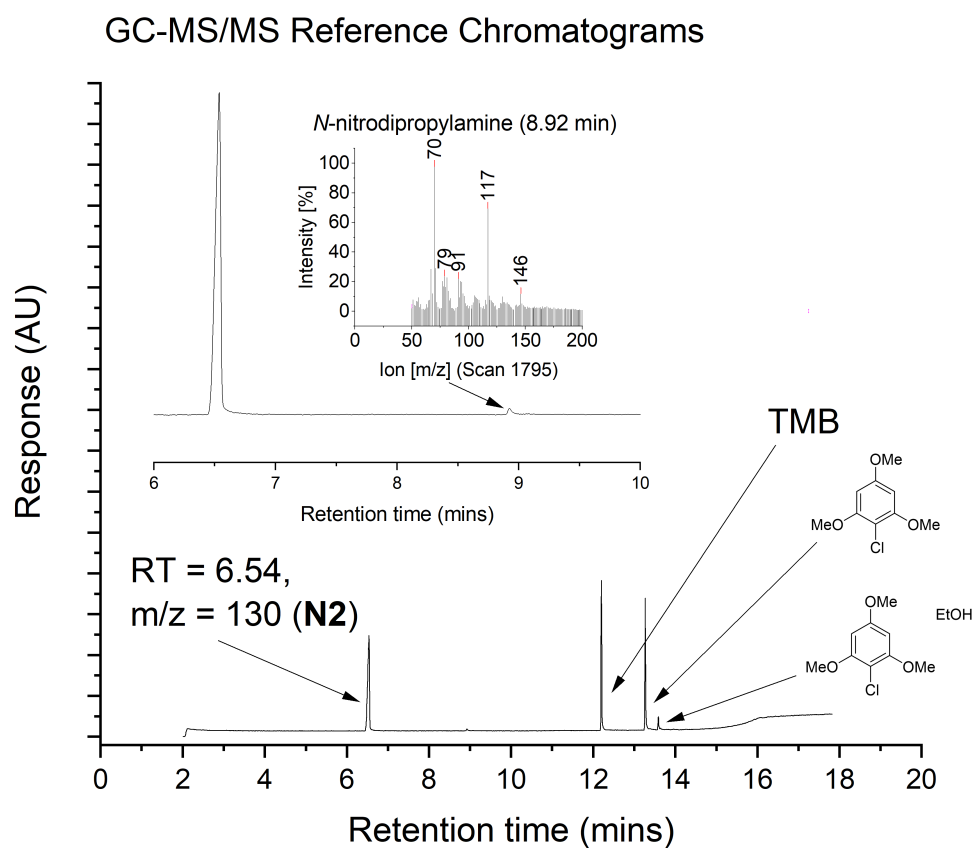 GC-MS/MS Reference Chromatograms
N-nitrodipropylamine (8.92 min)
Intensity [%]
100
80
60
40
20
0
70
79
91
117
146
0 50 100 150 200
Ion [m/z] (Scan 1795)
Response (AU)
6 7 8 9 10
Retention time (mins)
TMB
OMe
MeO OMe
Cl
RT = 6.54,
m/z = 130 (N2)
OMe
EtOH
MeO OMe
Cl
0 2 4 6 8 10 12 14 16 18 20
Retention time (mins)